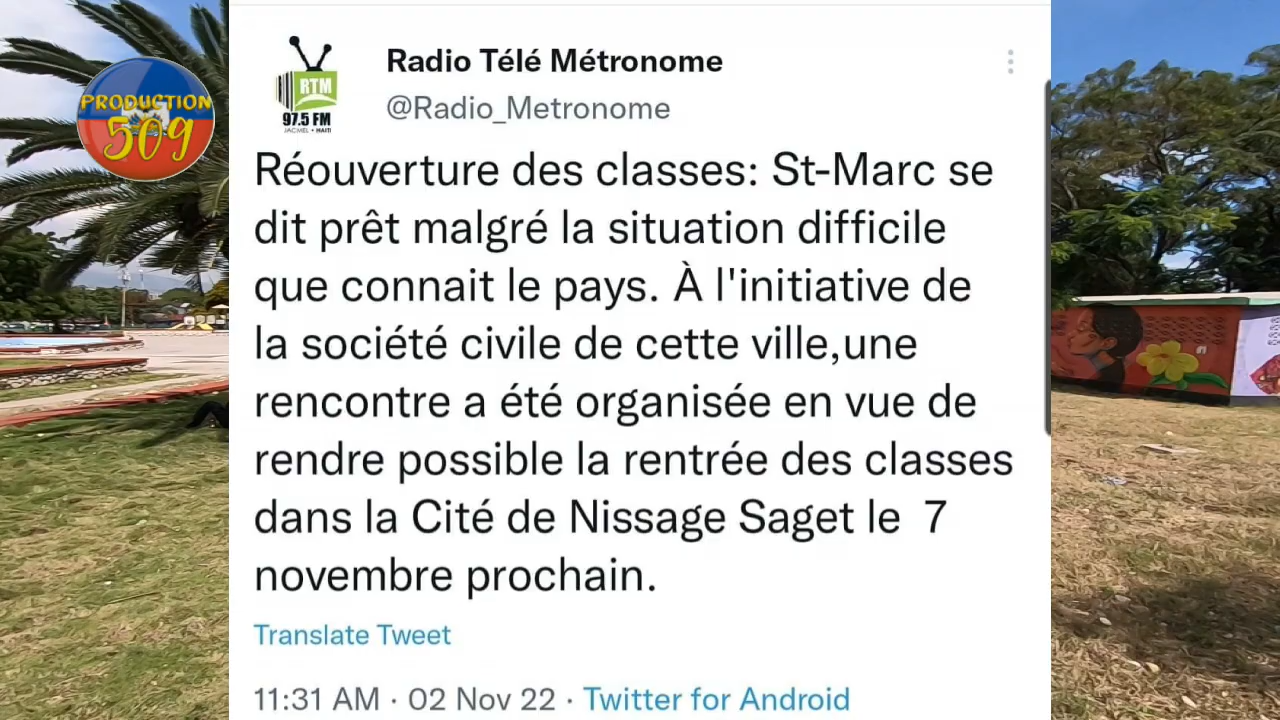 PRODUCTION
509
RTM
97.5 FM
JACMEL • HAITI
Radio Télé Métronome
@Radio_Metronome
Réouverture des classes: St-Marc se
dit prêt malgré la situation difficile
que connait le pays. À l'initiative de
la société civile de cette ville,une
rencontre a été organisée en vue de
rendre possible la rentrée des classes
dans la Cité de Nissage Saget le 7
novembre prochain.
Translate Tweet
11:31 AM · 02 Nov 22 · Twitter for Android